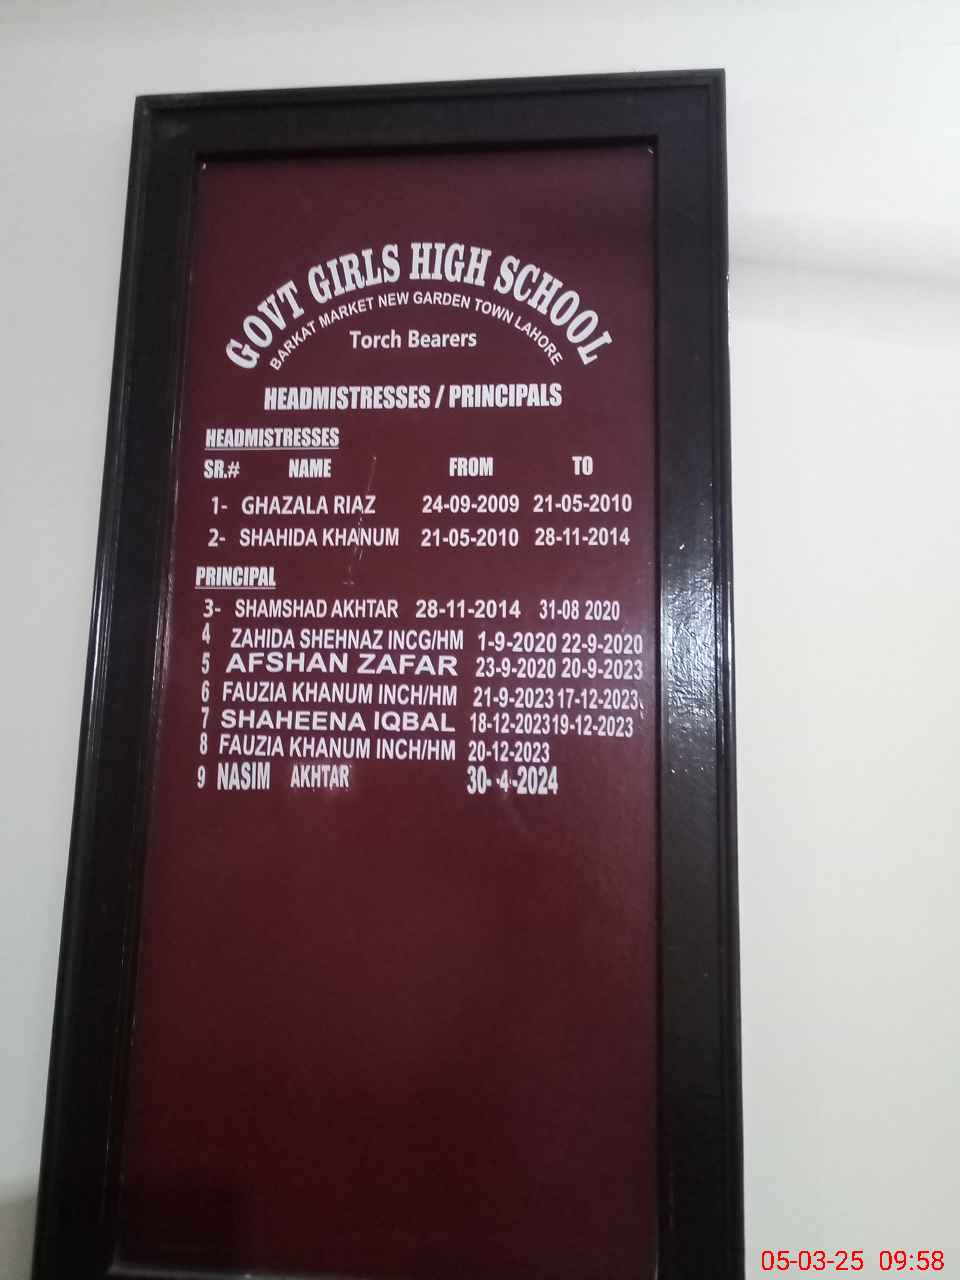 GOVT GIRLS HIGH SCHOOL
BARKAT MARKET NEW GARDEN TOWN LAHORE
Torch Bearers
HEADMISTRESSES / PRINCIPALS
HEADMISTRESSES
SR.# NAME FROM TO
1- GHAZALA RIAZ 24-09-2009 21-05-2010
2- SHAHIDA KHANUM 21-05-2010 28-11-2014
PRINCIPAL
3- SHAMSHAD AKHTAR 28-11-2014 31-08 2020
4 ZAHIDA SHEHNAZ INCG/HM 1-9-2020 22-9-2020
5 AFSHAN ZAFAR 23-9-2020 20-9-2023
6 FAUZIA KHANUM INCH/HM 21-9-2023 17-12-2023
7 SHAHEENA IQBAL 18-12-2023 19-12-2023
8 FAUZIA KHANUM INCH/HM 20-12-2023
9 NASIM AKHTAR 30-4-2024
05-03-25 09:58